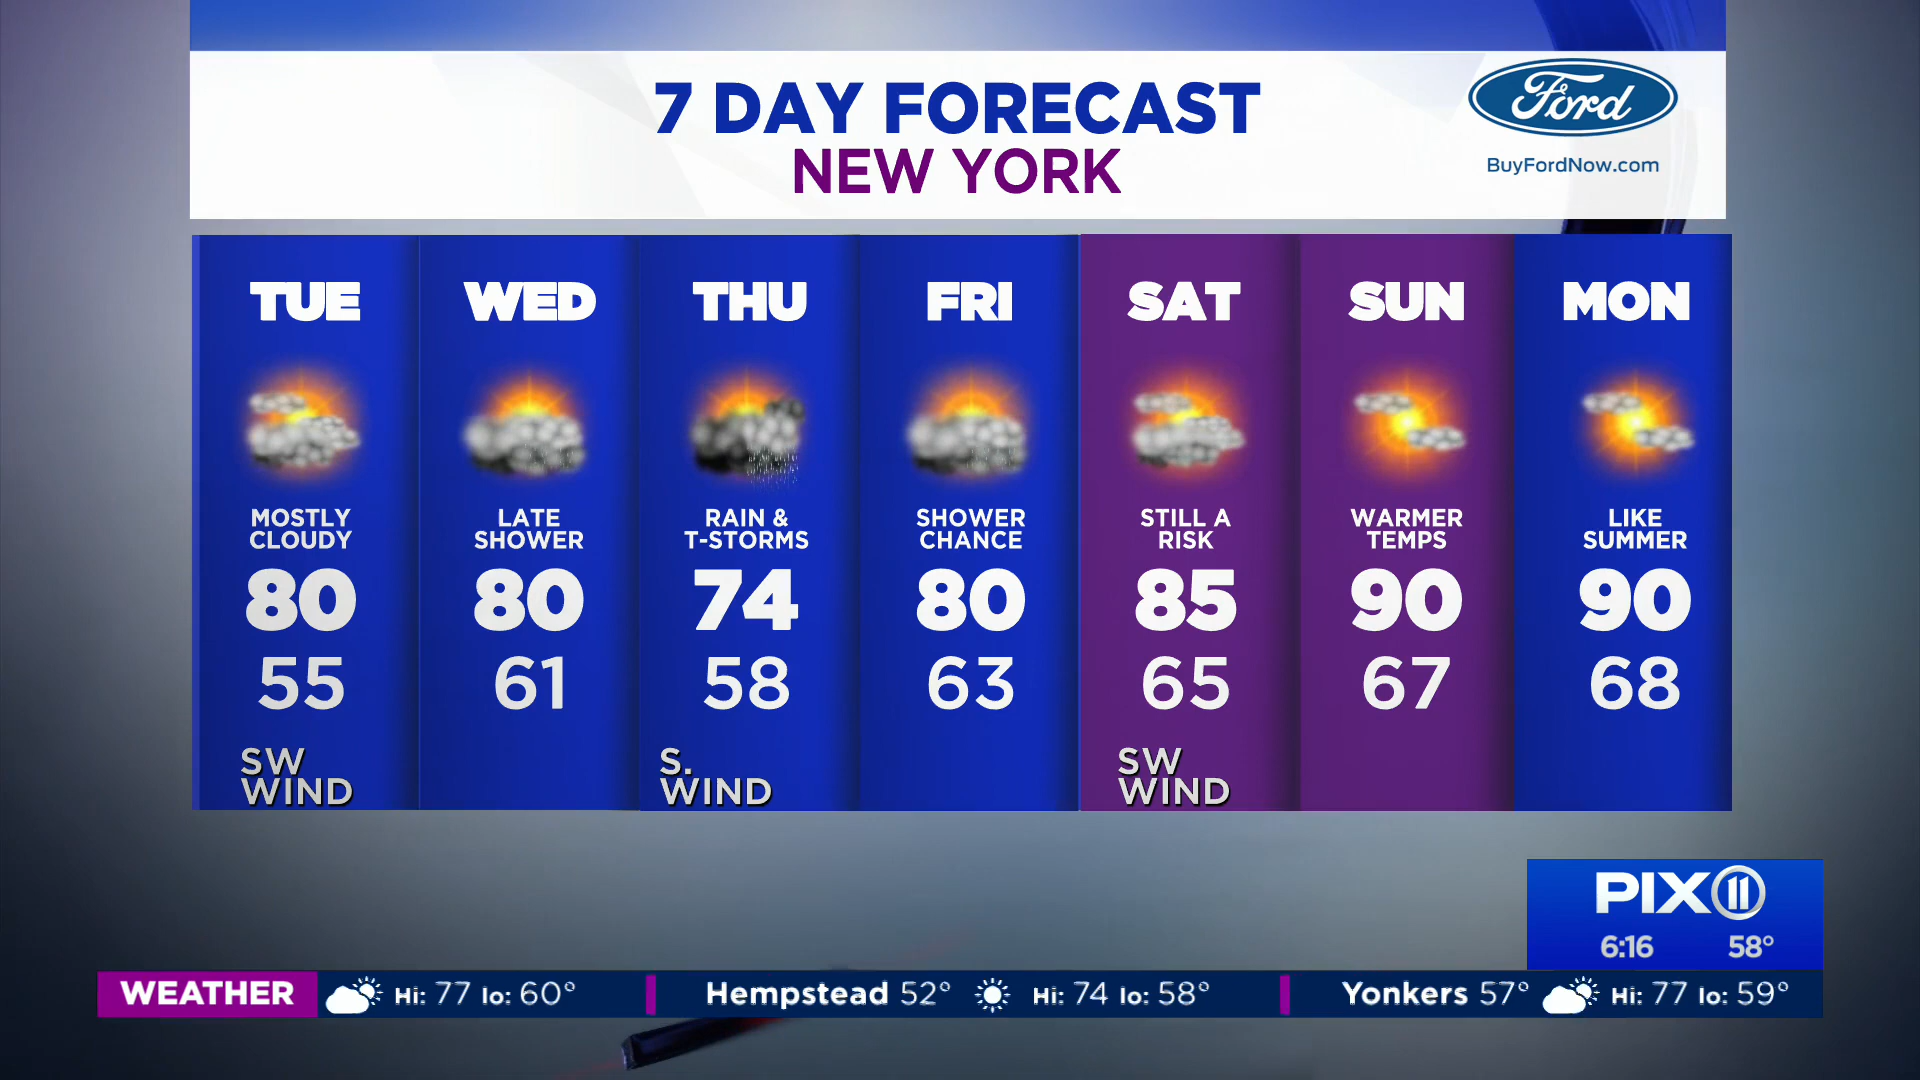 7 DAY FORECAST
NEW YORK
Ford
BuyFordNow.com
TUE
MOSTLY
CLOUDY
80
55
SW
WIND
WED
LATE
SHOWER
80
61
THU
RAIN &
T-STORMS
74
58
S.
WIND
FRI
SHOWER
CHANCE
80
63
SAT
STILL A
RISK
85
65
SW
WIND
SUN
WARMER
TEMPS
90
67
MON
LIKE
SUMMER
90
68
PIX 11
6:16 58°
WEATHER Hi: 77 lo: 60° Hempstead 52° Hi: 74 lo: 58° Yonkers 57° Hi: 77 lo: 59°